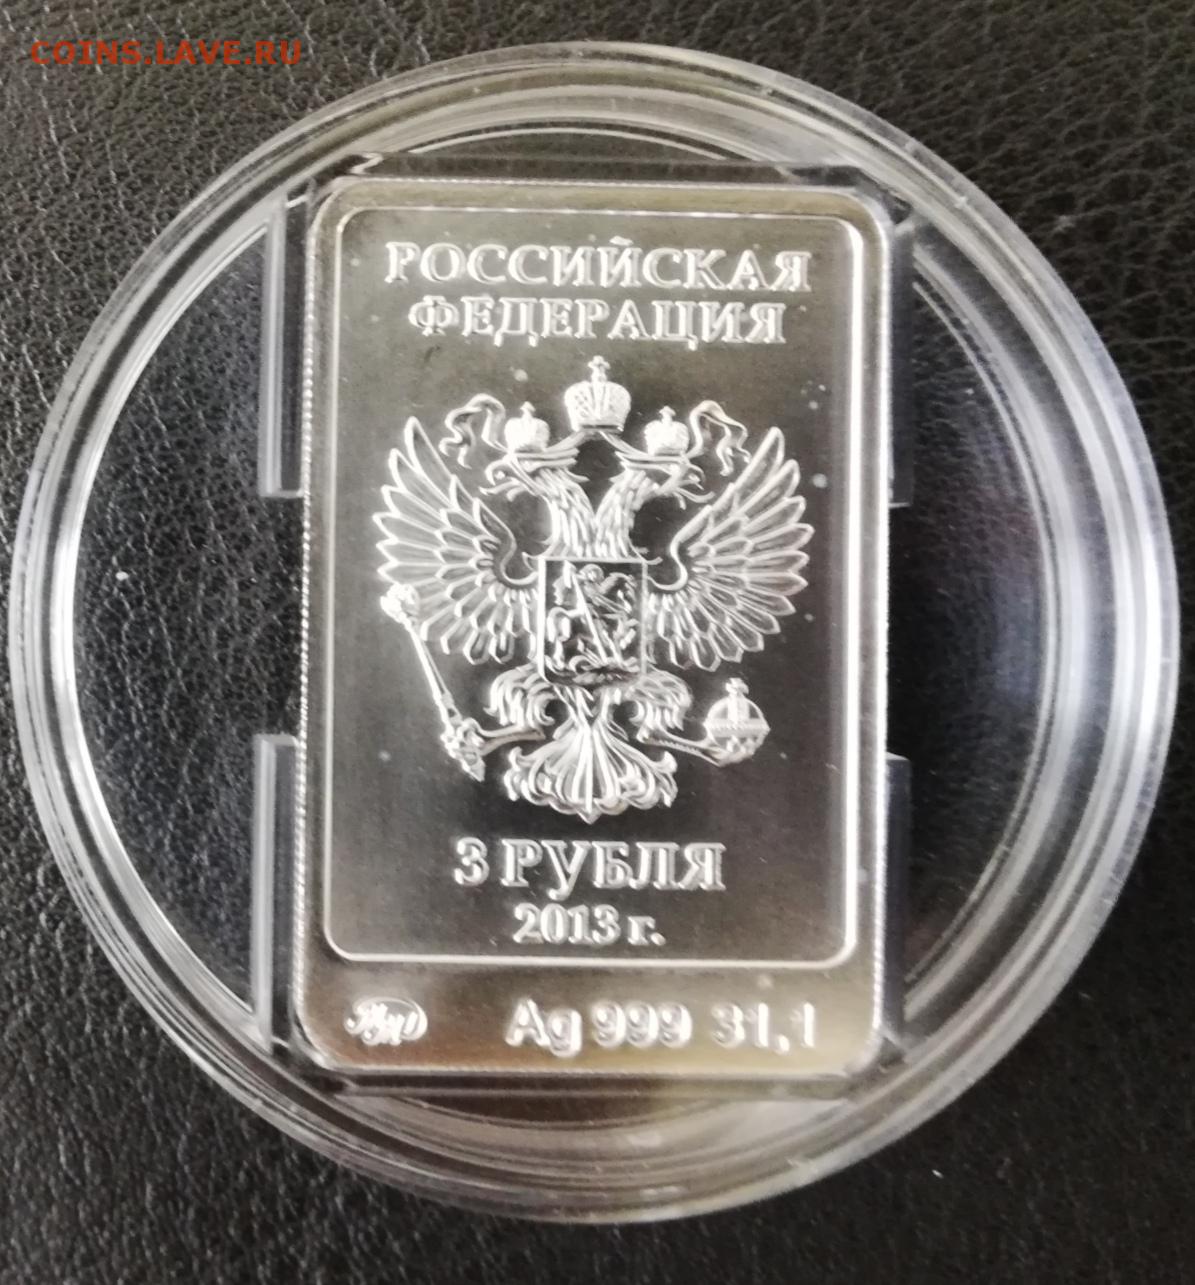 COINS.LAVE.RU
РОССИЙСКАЯ
ФЕДЕРАЦИЯ
3 РУБЛЯ
2013 г.
ММД Ag 999 31,1